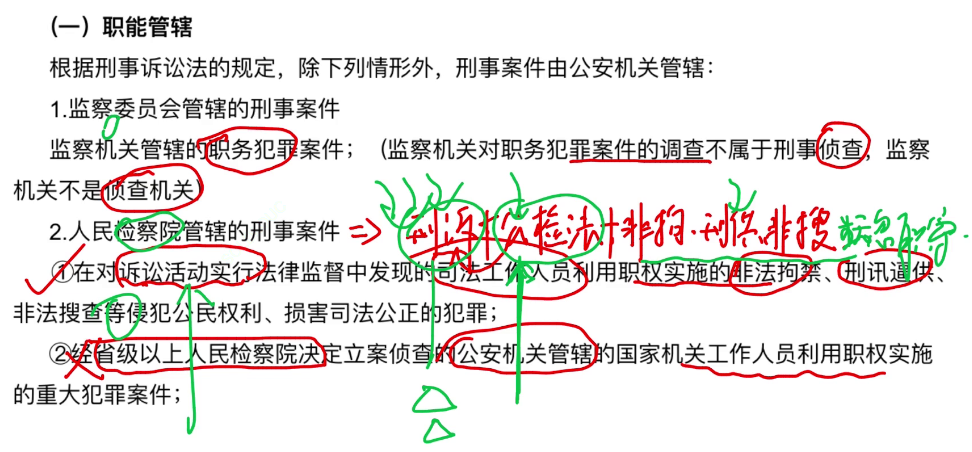 （一）职能管辖
根据刑事诉讼法的规定，除下列情形外，刑事案件由公安机关管辖：
1.监察委员会管辖的刑事案件
监察机关管辖的职务犯罪案件；（监察机关对职务犯罪案件的调查不属于刑事侦查，监察
机关不是侵查机关）
2.人民检察院管辖的刑事案件 => 诉+公检法+非拘、刑、非搜
①在对诉讼活动实行法律监督中发现的司法工作人员利用职权实施的非法拘禁、刑讯逼供、
非法搜查等侵犯公民权利、损害司法公正的犯罪；
②经省级以上人民检察院决定立案侦查的公安机关管辖的国家机关工作人员利用职权实施
的重大犯罪案件；